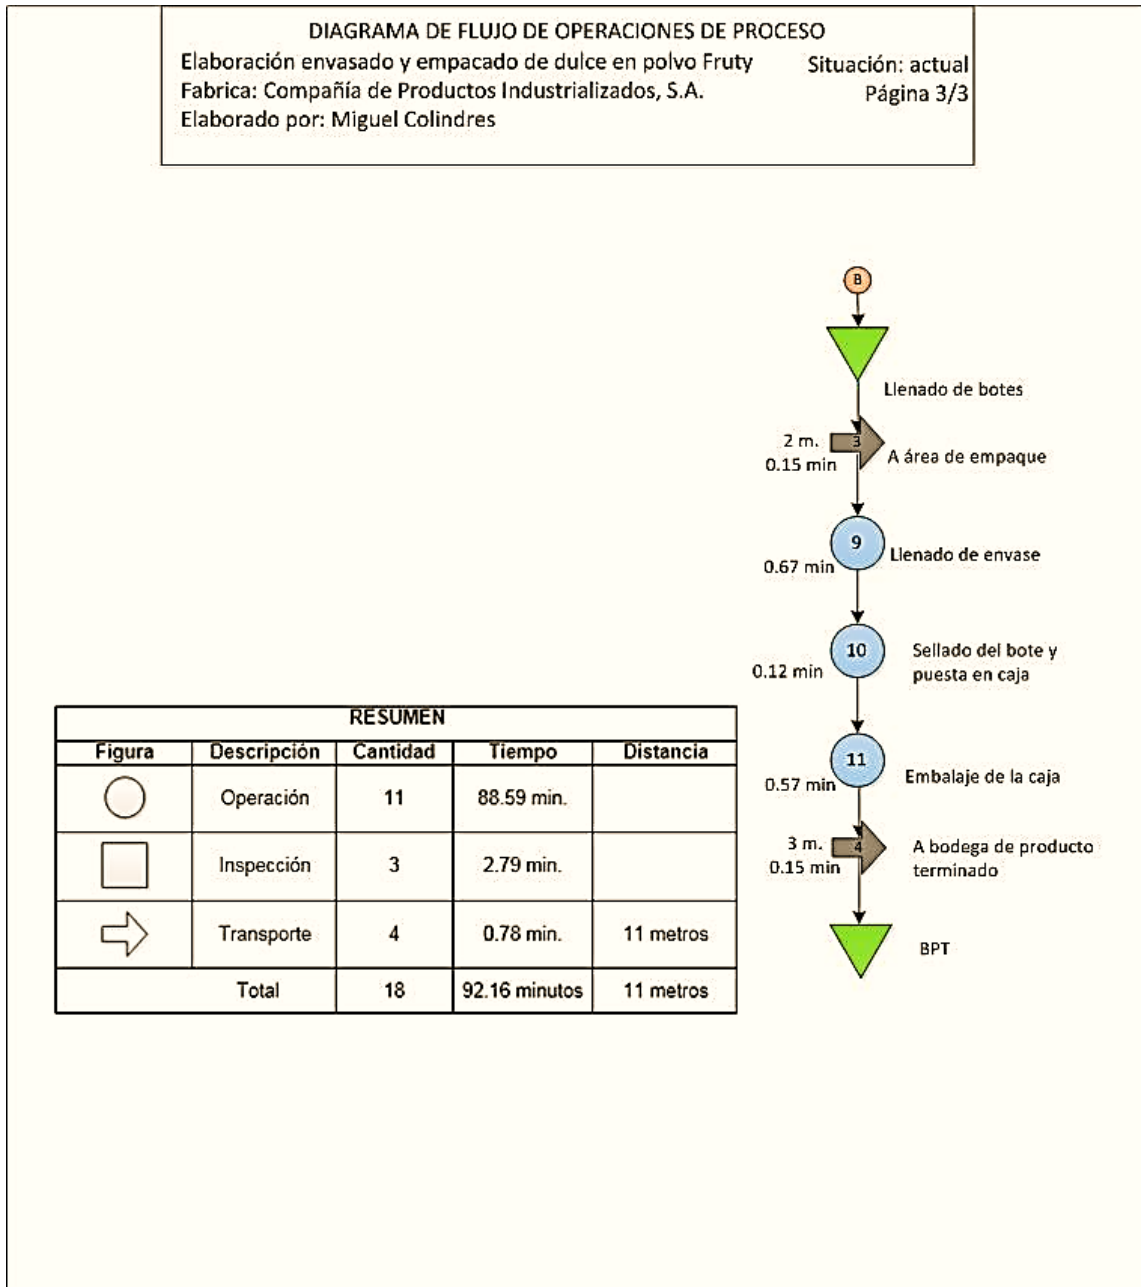 DIAGRAMA DE FLUJO DE OPERACIONES DE PROCESO
Elaboración envasado y empacado de dulce en polvo Fruty
Situación: actual
Fabrica: Compañía de Productos Industrializados, S.A.
Página 3/3
Elaborado por: Miguel Colindres
B
Llenado de botes
2 m.
0.15 min
3
A área de empaque
9
0.67 min
Llenado de envase
10
0.12 min
Sellado del bote y
puesta en caja
11
0.57 min
Embalaje de la caja
3 m.
0.15 min
4
A bodega de producto
terminado
BPT
RESUMEN
Figura Descripción Cantidad Tiempo Distancia
Operación 11 88.59 min.
Inspección 3 2.79 min.
Transporte 4 0.78 min. 11 metros
Total 18 92.16 minutos 11 metros